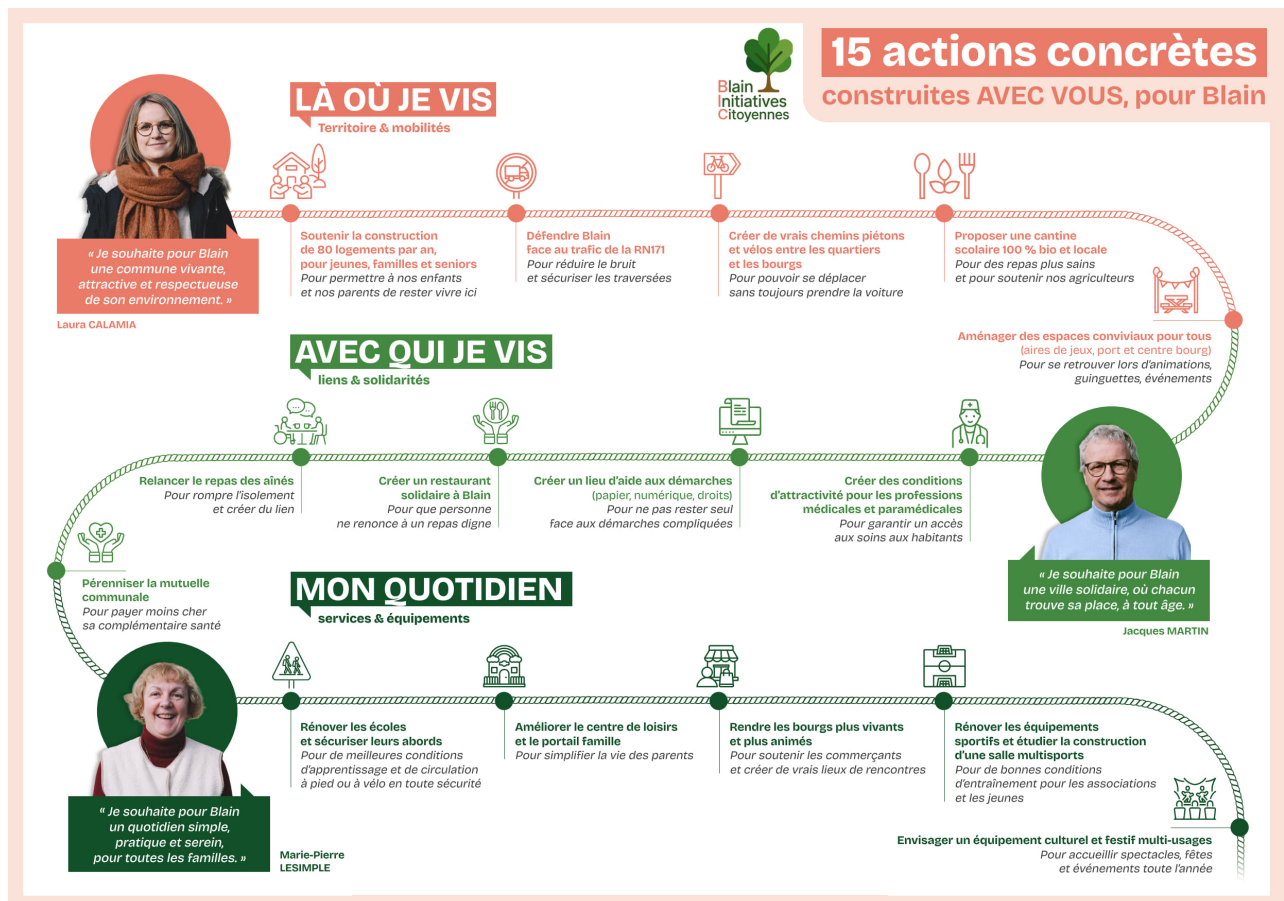 Blain
Initiatives
Citoyennes
15 actions concrètes
construites AVEC VOUS, pour Blain
LÀ OÙ JE VIS
Territoire & mobilités
« Je souhaite pour Blain
une commune vivante,
attractive et respectueuse
de son environnement. »
Laura CALAMIA
Soutenir la construction
de 80 logements par an,
pour jeunes, familles et seniors
Pour permettre à nos enfants
et nos parents de rester vivre ici
Défendre Blain
face au trafic de la RN171
Pour réduire le bruit
et sécuriser les traversées
Créer de vrais chemins piétons
et vélos entre les quartiers
et les bourgs
Pour pouvoir se déplacer
sans toujours prendre la voiture
Proposer une cantine
scolaire 100 % bio et locale
Pour des repas plus sains
et pour soutenir nos agriculteurs
Aménager des espaces conviviaux pour tous
(aires de jeux, port et centre bourg)
Pour se retrouver lors d'animations,
guinguettes, événements
AVEC QUI JE VIS
liens & solidarités
Relancer le repas des aînés
Pour rompre l'isolement
et créer du lien
Créer un restaurant
solidaire à Blain
Pour que personne
ne renonce à un repas digne
Créer un lieu d'aide aux démarches
(papier, numérique, droits)
Pour ne pas rester seul
face aux démarches compliquées
Créer des conditions
d'attractivité pour les professions
médicales et paramédicales
Pour garantir un accès
aux soins aux habitants
« Je souhaite pour Blain
une ville solidaire, où chacun
trouve sa place, à tout âge. »
Jacques MARTIN
Pérenniser la mutuelle
communale
Pour payer moins cher
sa complémentaire santé
MON QUOTIDIEN
services & équipements
« Je souhaite pour Blain
un quotidien simple,
pratique et serein,
pour toutes les familles. »
Marie-Pierre
LESIMPLE
Rénover les écoles
et sécuriser leurs abords
Pour de meilleures conditions
d'apprentissage et de circulation
à pied ou à vélo en toute sécurité
Améliorer le centre de loisirs
et le portail famille
Pour simplifier la vie des parents
Rendre les bourgs plus vivants
et plus animés
Pour soutenir les commerçants
et créer de vrais lieux de rencontres
Rénover les équipements
sportifs et étudier la construction
d'une salle multisports
Pour de bonnes conditions
d'entraînement pour les associations
et les jeunes
Envisager un équipement culturel et festif multi-usages
Pour accueillir spectacles, fêtes
et événements toute l'année